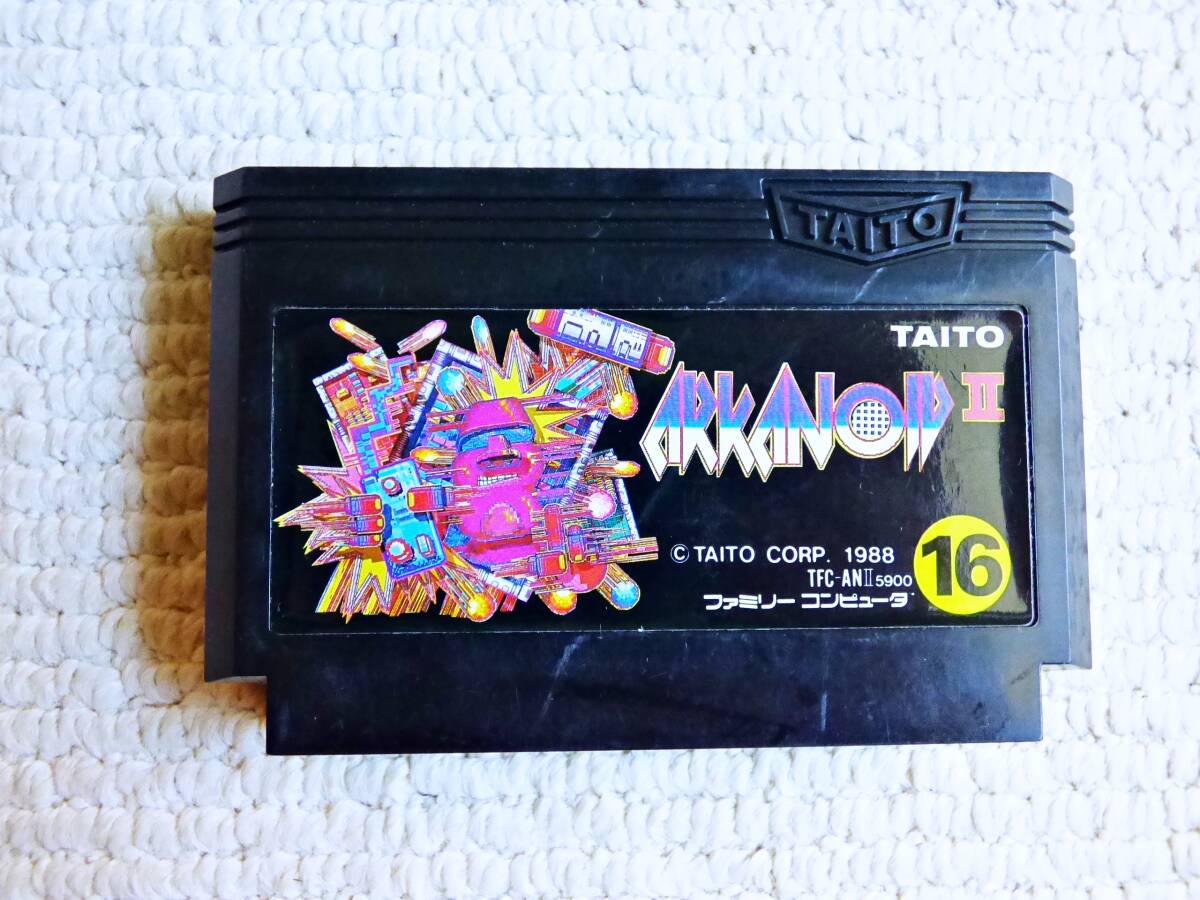 TAITO
TAITO
ARKANOID II
© TAITO CORP. 1988
TFC-ANII 5900
ファミリー コンピュータ
16